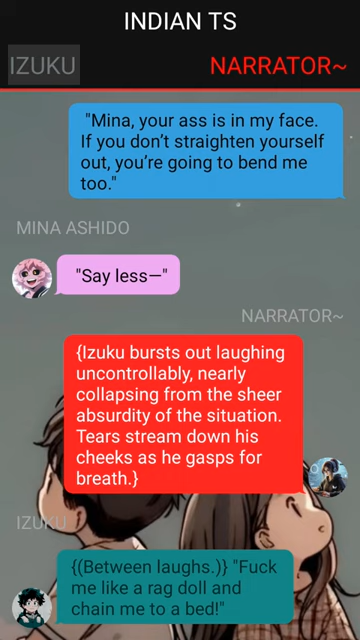 INDIAN TS
IZUKU
NARRATOR~
"Mina, your ass is in my face.
If you don't straighten yourself
out, you're going to bend me
too."
MINA ASHIDO
"Say less—"
NARRATOR~
{Izuku bursts out laughing
uncontrollably, nearly
collapsing from the sheer
absurdity of the situation.
Tears stream down his
cheeks as he gasps for
breath.}
IZUKU
{(Between laughs.)} "Fuck
me like a rag doll and
chain me to a bed!"